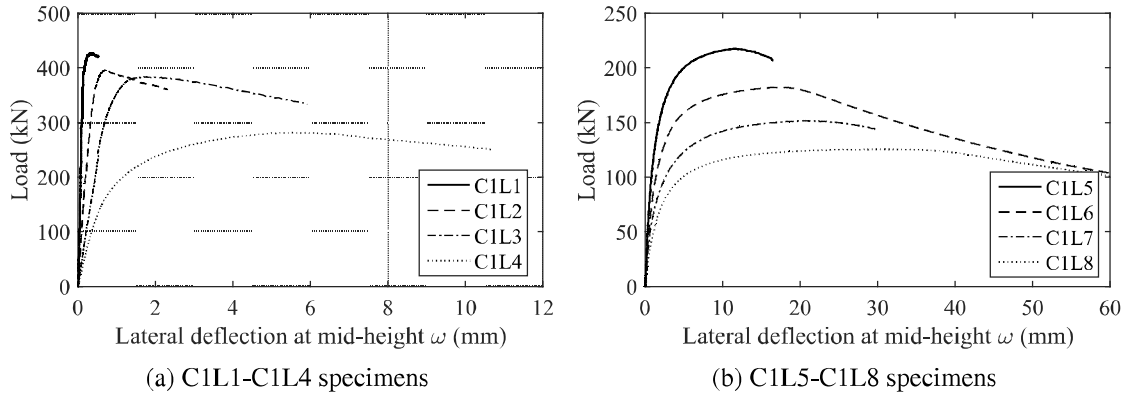 500
400
300
200
100
0
Load (kN)
C1L1
C1L2
C1L3
C1L4
0 2 4 6 8 10 12
Lateral deflection at mid-height ω (mm)
(a) C1L1-C1L4 specimens
250
200
150
100
50
0
Load (kN)
C1L5
C1L6
C1L7
C1L8
0 10 20 30 40 50 60
Lateral deflection at mid-height ω (mm)
(b) C1L5-C1L8 specimens